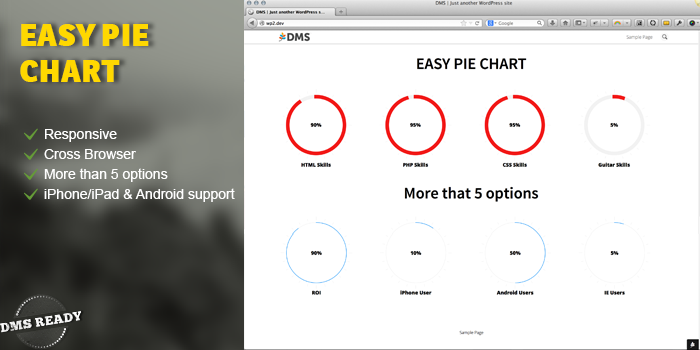 EASY PIE
CHART
Responsive
Cross Browser
More than 5 options
iPhone/iPad & Android support
DMS READY
DMS | Just another WordPress site
DMS | Just another WordPress s...
wp2.dev
Google
DMS
Sample Page
EASY PIE CHART
90%
95%
95%
5%
HTML Skills
PHP Skills
CSS Skills
Guitar Skills
More that 5 options
90%
10%
50%
5%
ROI
iPhone User
Android Users
IE Users
Sample Page